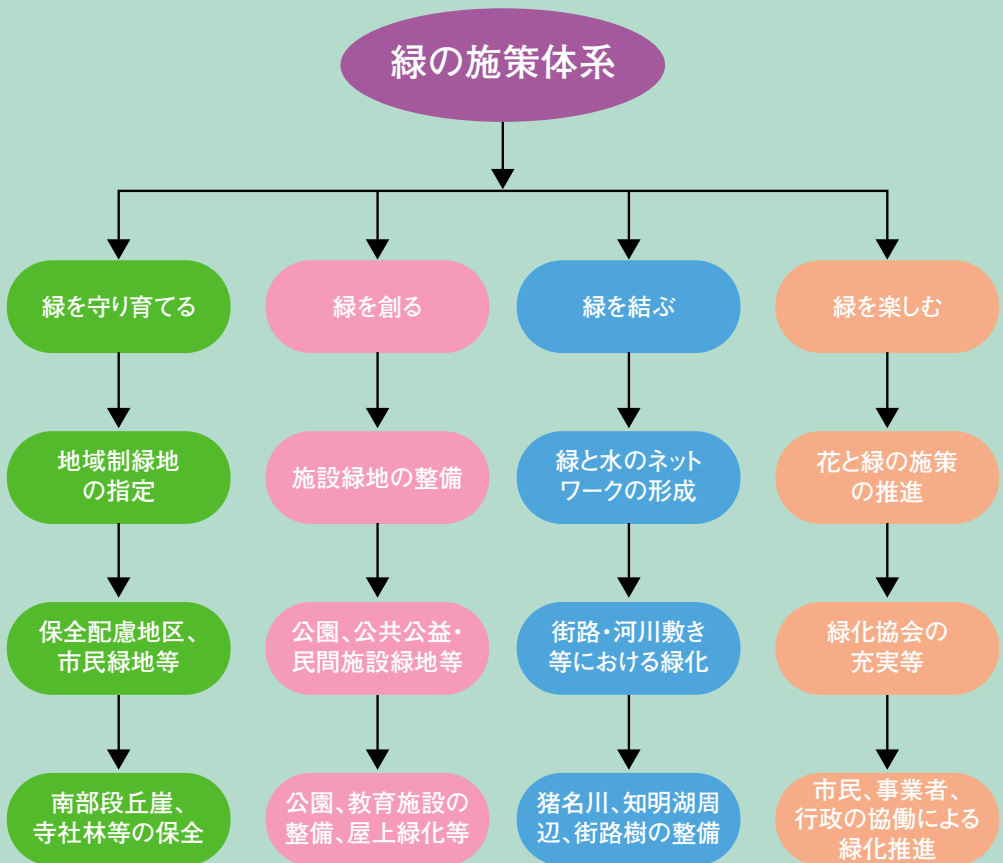 緑の施策体系
緑を守り育てる
緑を創る
緑を結ぶ
緑を楽しむ
地域制緑地
の指定
施設緑地の整備
緑と水のネット
ワークの形成
花と緑の施策
の推進
保全配慮地区、
市民緑地等
公園、公共公益・
民間施設緑地等
街路・河川敷き
等における緑化
緑化協会の
充実等
南部段丘崖、
寺社林等の保全
公園、教育施設の
整備、屋上緑化等
猪名川、知明湖周
辺、街路樹の整備
市民、事業者、
行政の協働による
緑化推進